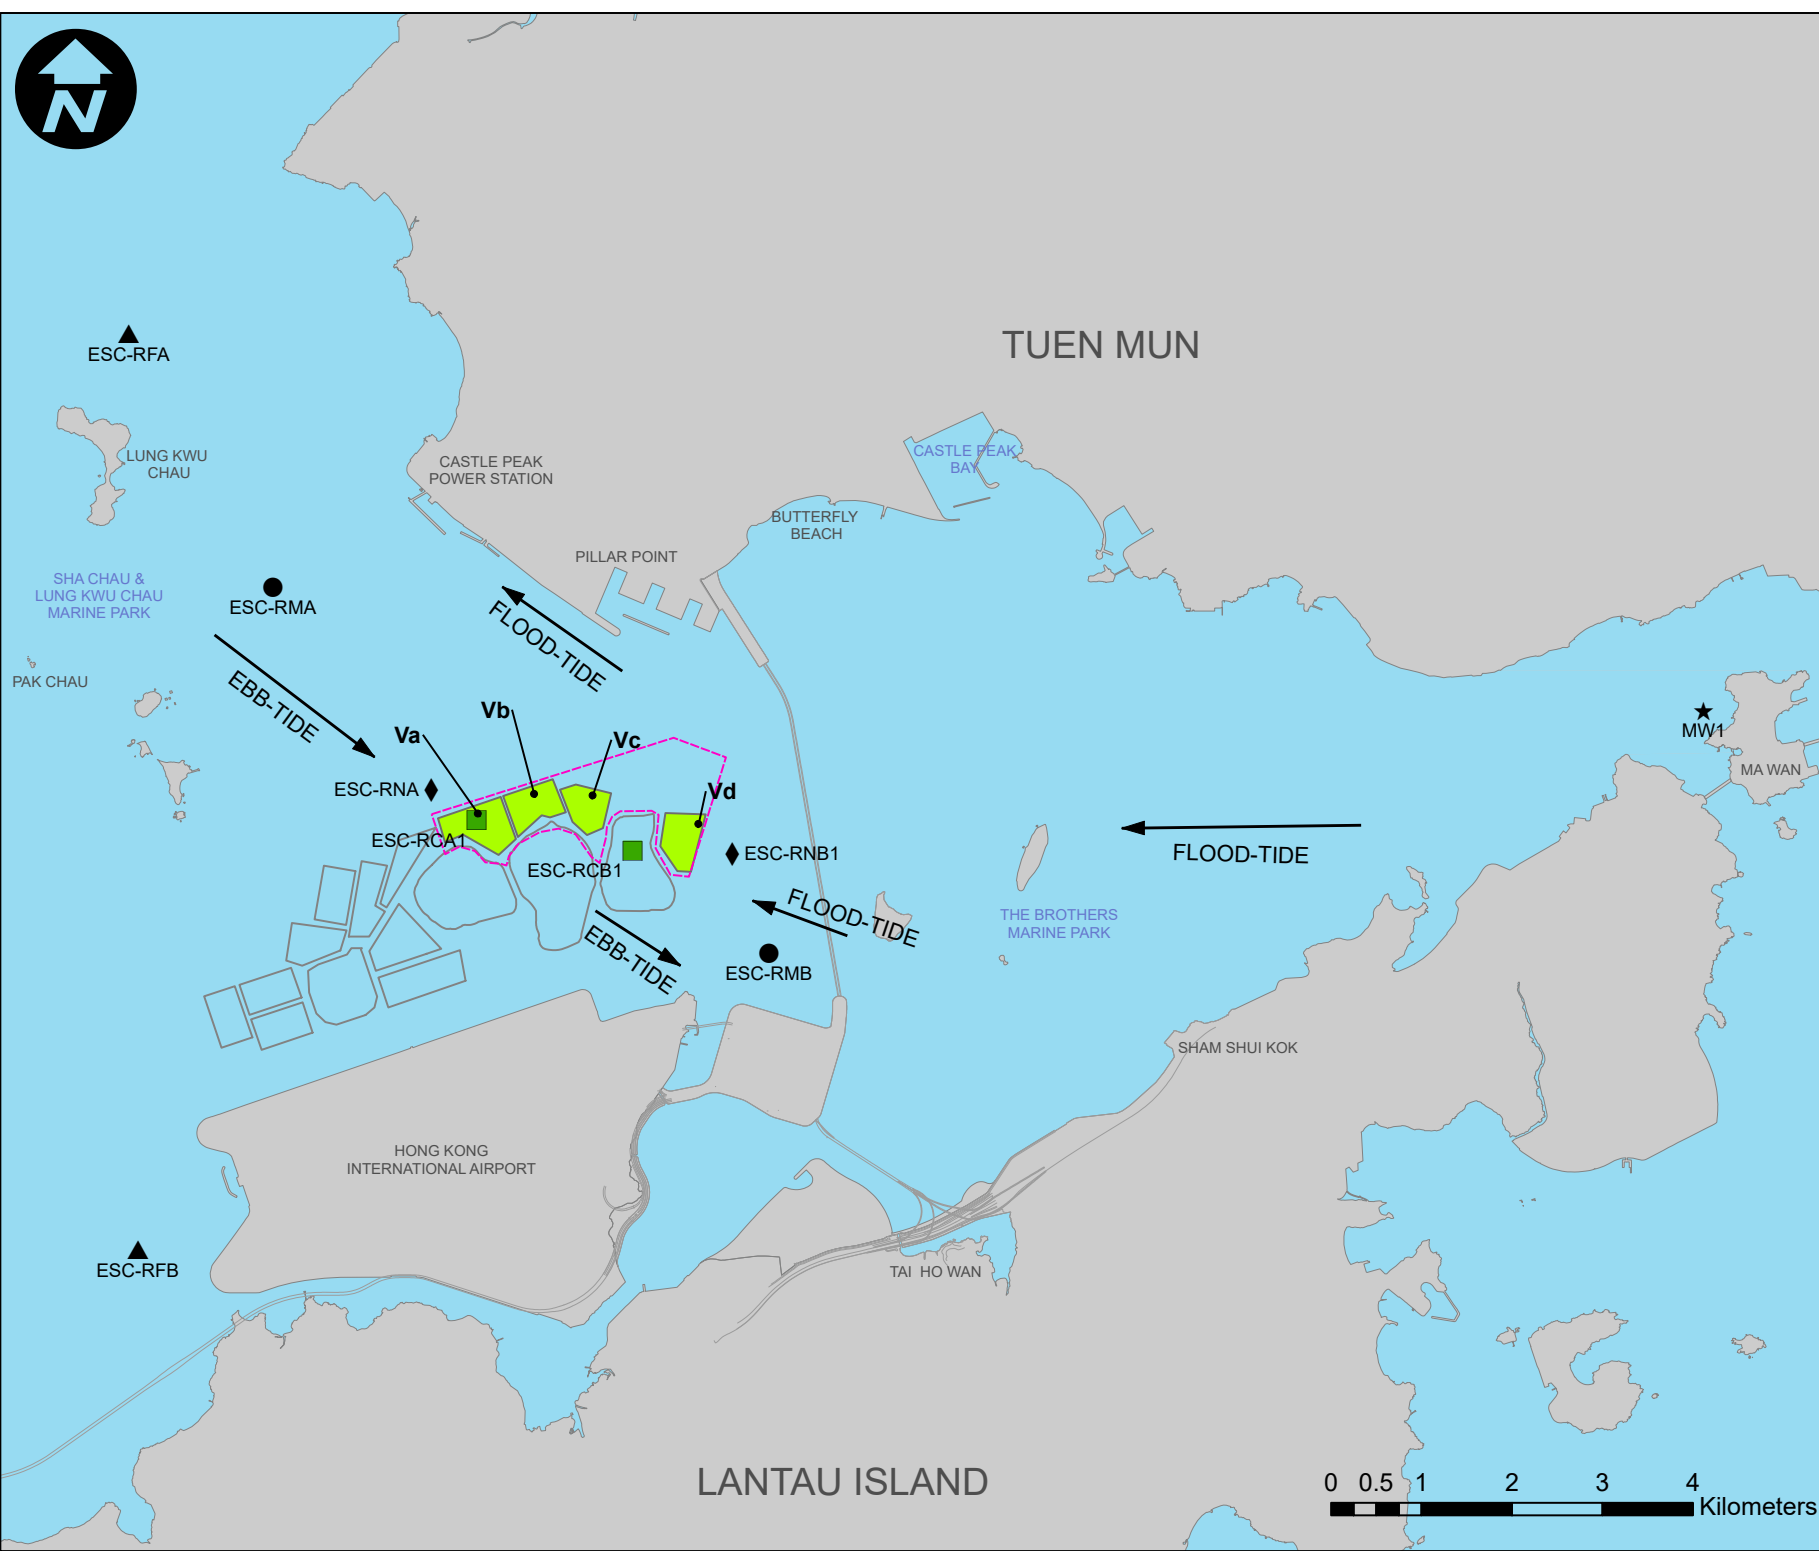 N
TUEN MUN
ESC-RFA
LUNG KWU
CHAU
CASTLE PEAK
POWER STATION
CASTLE PEAK
BAY
BUTTERFLY
BEACH
PILLAR POINT
SHA CHAU &
LUNG KWU CHAU
MARINE PARK
ESC-RMA
FLOOD-TIDE
PAK CHAU
EBB-TIDE
Va
Vb
Vc
Vd
MW1
MA WAN
ESC-RNA
ESC-RCA1
ESC-RCB1
ESC-RNB1
FLOOD-TIDE
FLOOD-TIDE
THE BROTHERS
MARINE PARK
EBB-TIDE
ESC-RMB
SHAM SHUI KOK
HONG KONG
INTERNATIONAL AIRPORT
ESC-RFB
TAI HO WAN
LANTAU ISLAND
0 0.5 1 2 3 4
Kilometers